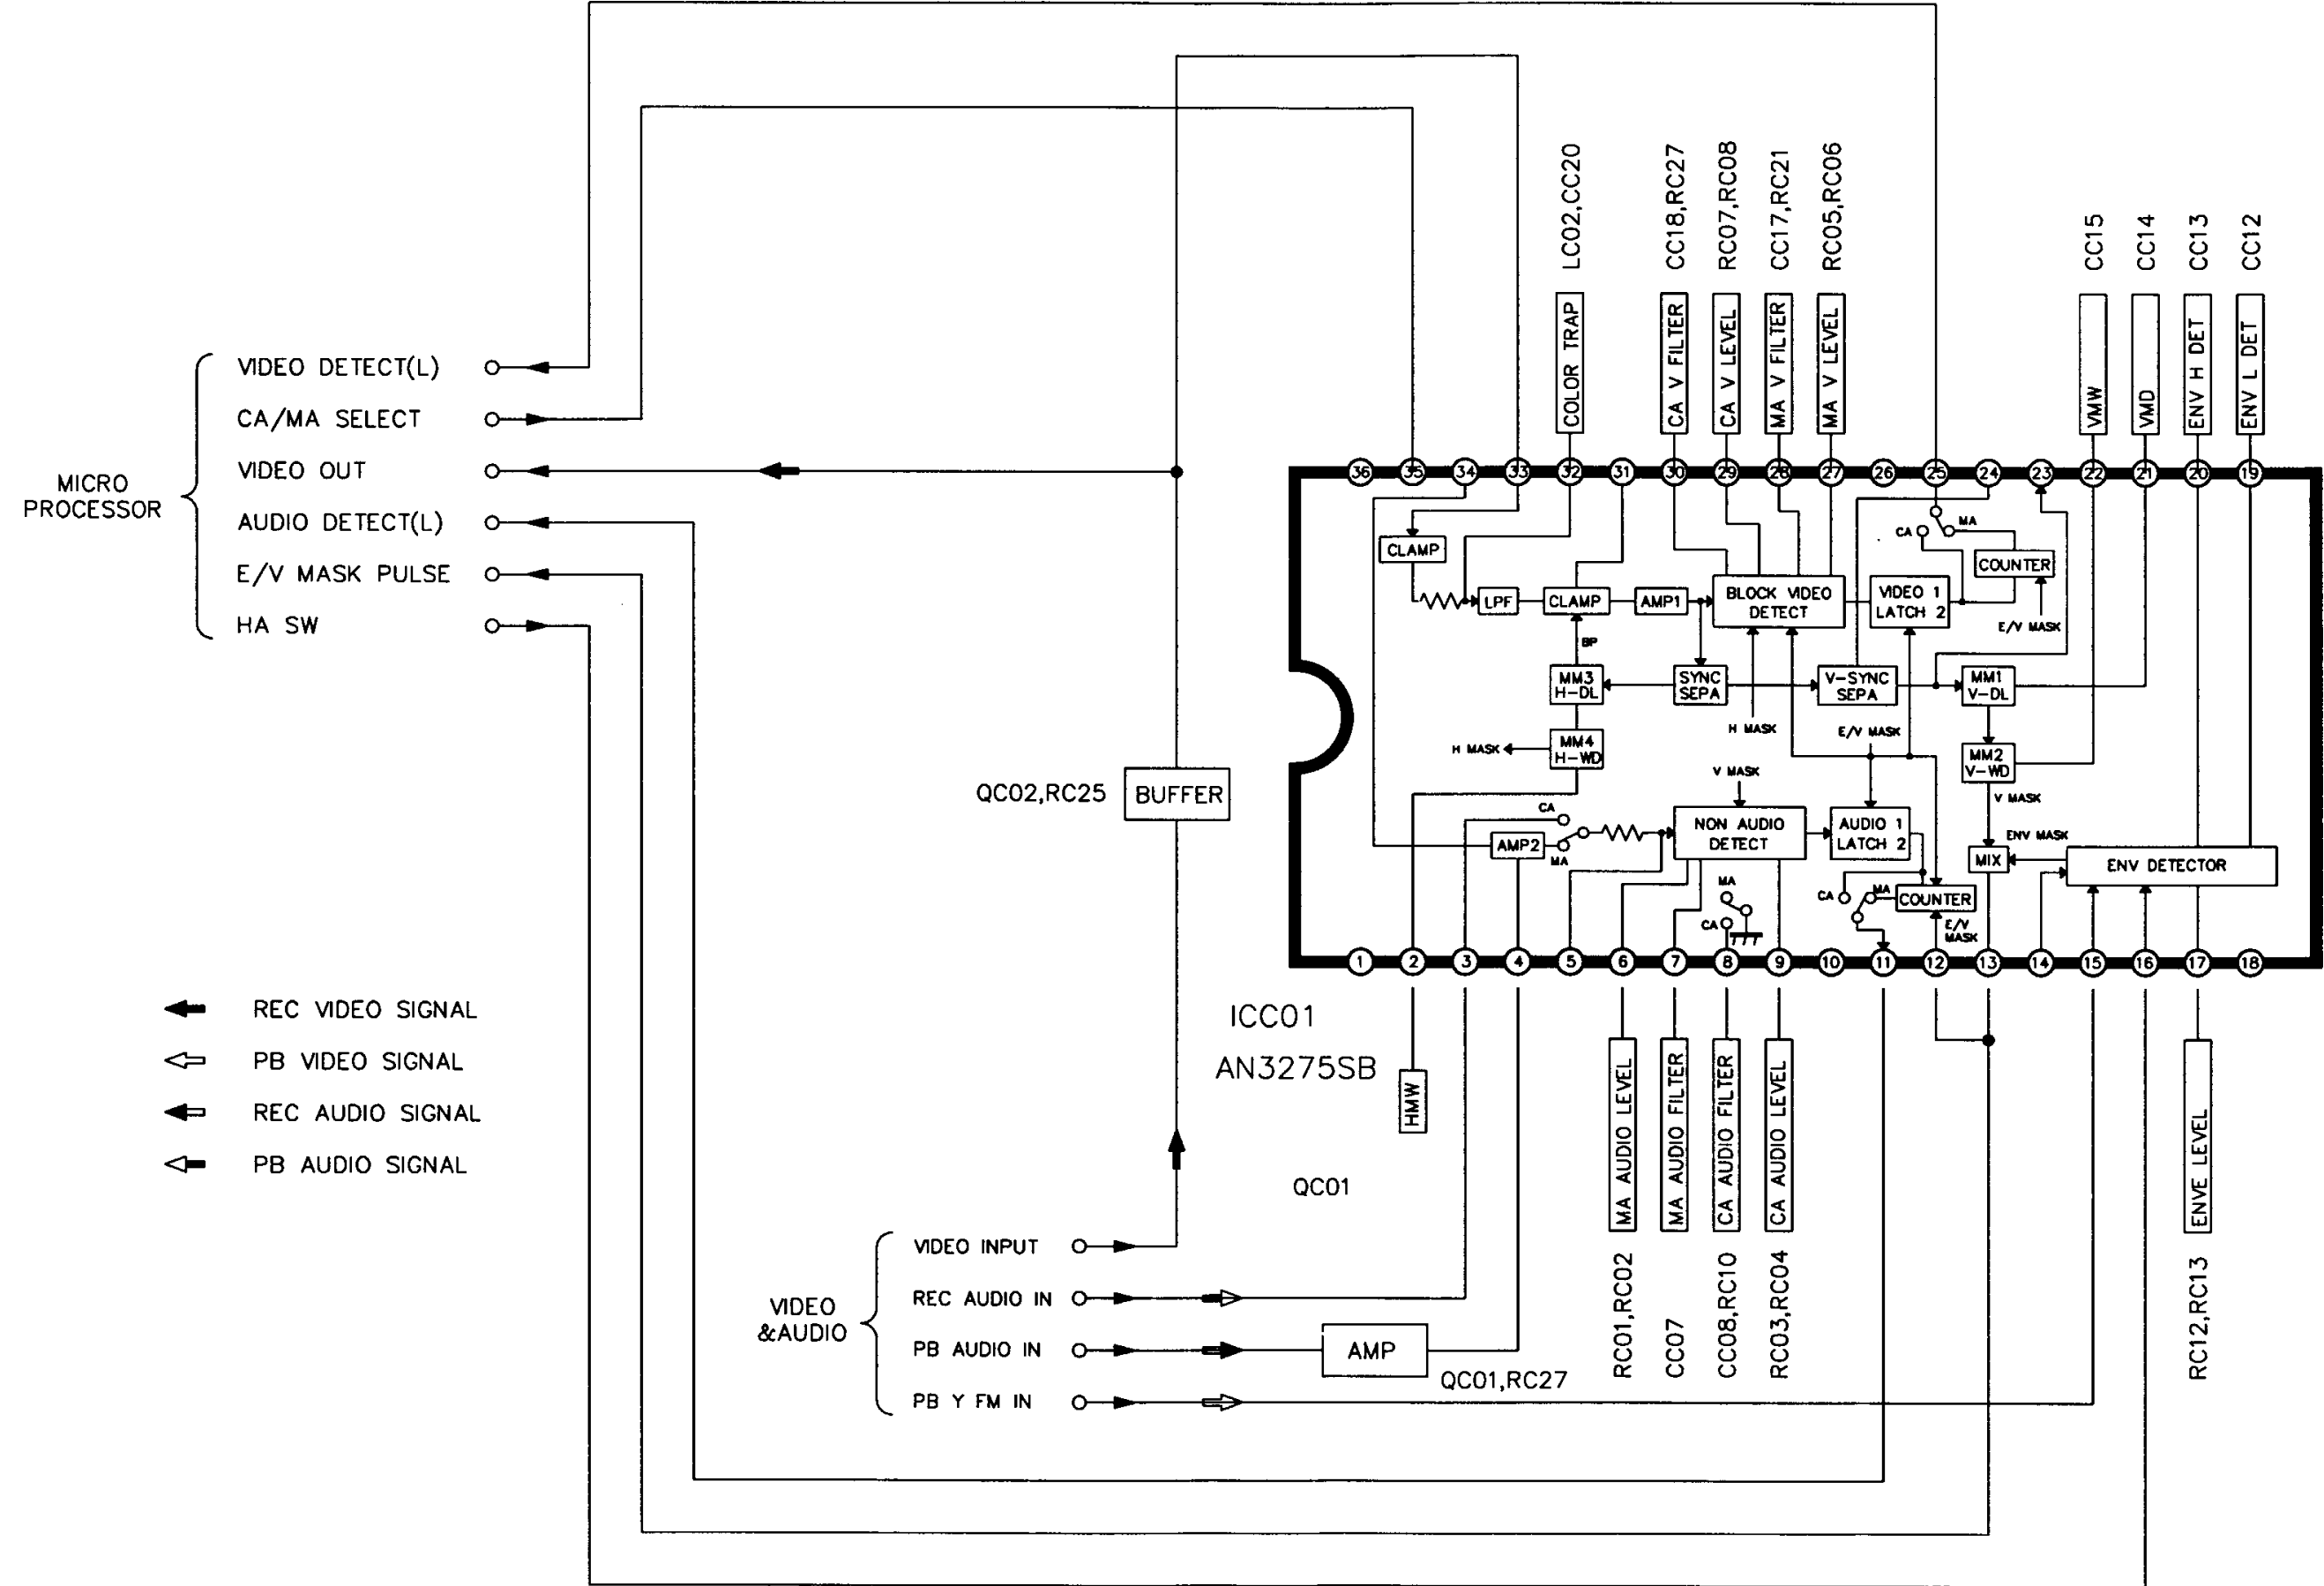 LC02,CC20
CC18,RC27
RC07,RC08
CC17,RC21
RC05,RC06
CC15
CC14
CC13
CC12
COLOR TRAP
CA V FILTER
CA V LEVEL
MA V FILTER
MA V LEVEL
VMW
VMD
ENV H DET
ENV L DET
MICRO
PROCESSOR
VIDEO DETECT(L)
CA/MA SELECT
VIDEO OUT
AUDIO DETECT(L)
E/V MASK PULSE
HA SW
36 35 34 33 32 31 30 29 28 27 26 25 24 23 22 21 20 19
CLAMP
CA
MA
COUNTER
LPF
CLAMP
AMP1
BLOCK VIDEO
DETECT
VIDEO 1
LATCH 2
E/V MASK
BP
MM3
H-DL
SYNC
SEPA
V-SYNC
SEPA
MM1
V-DL
H MASK
E/V MASK
H MASK
MM4
H-WD
MM2
V-WD
V MASK
V MASK
QC02,RC25
BUFFER
CA
AMP2
MA
NON AUDIO
DETECT
AUDIO 1
LATCH 2
ENV MASK
MIX
ENV DETECTOR
MA
CA
CA
MA
COUNTER
E/V
MASK
1 2 3 4 5 6 7 8 9 10 11 12 13 14 15 16 17 18
REC VIDEO SIGNAL
PB VIDEO SIGNAL
REC AUDIO SIGNAL
PB AUDIO SIGNAL
ICC01
AN3275SB
HMW
MA AUDIO LEVEL
MA AUDIO FILTER
CA AUDIO FILTER
CA AUDIO LEVEL
ENVE LEVEL
QC01
RC01,RC02
CC07
CC08,RC10
RC03,RC04
RC12,RC13
VIDEO
&AUDIO
VIDEO INPUT
REC AUDIO IN
PB AUDIO IN
PB Y FM IN
AMP
QC01,RC27